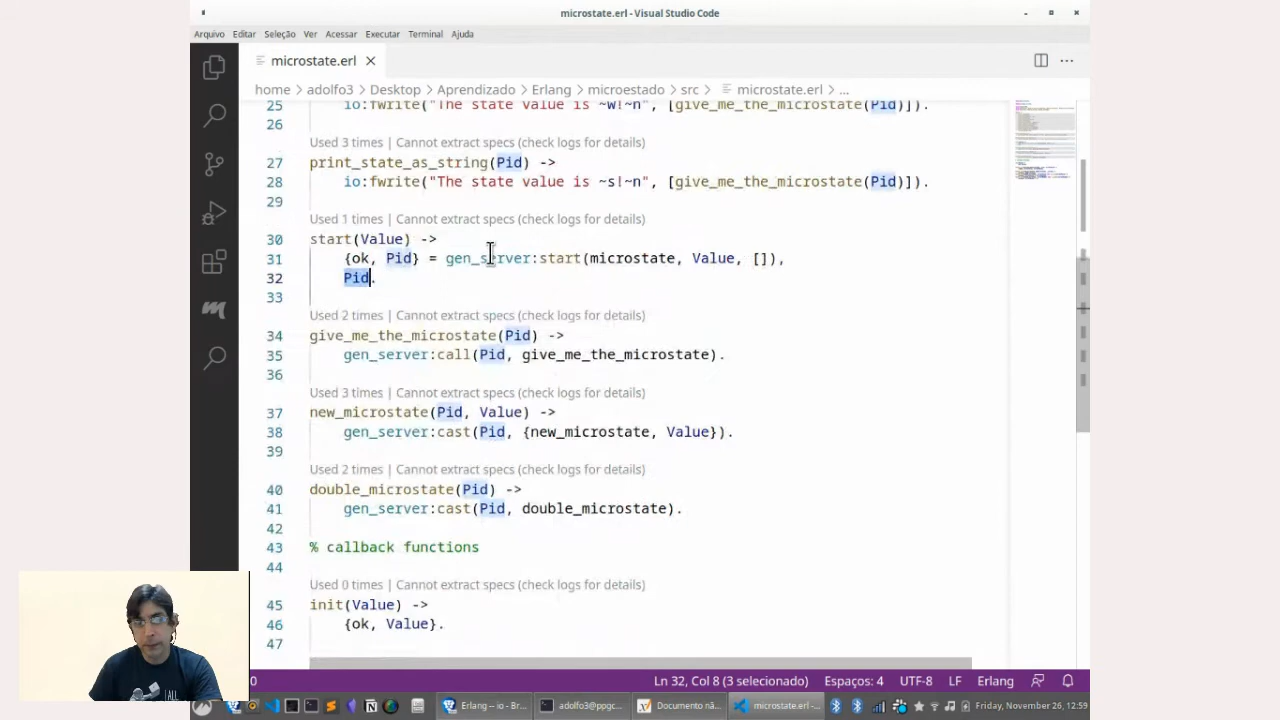 microstate.erl - Visual Studio Code
Arquivo Editar Seleção Ver Acessar Executar Terminal Ajuda
microstate.erl
home > adolfo3 > Desktop > Aprendizado > Erlang > microestado > src > microstate.erl > ...
25 io:fwrite("The state value is ~w!~n", [give_me_the_microstate(Pid)]).
26
Used 3 times | Cannot extract specs (check logs for details)
27 print_state_as_string(Pid) ->
28 fwrite("The state value is ~s!~n", [give_me_the_microstate(Pid)]).
29
Used 1 times | Cannot extract specs (check logs for details)
30 start(Value) ->
31 {ok, Pid} = gen_server:start(microstate, Value, []),
32 Pid.
33
Used 2 times | Cannot extract specs (check logs for details)
34 give_me_the_microstate(Pid) ->
35 gen_server:call(Pid, give_me_the_microstate).
36
Used 3 times | Cannot extract specs (check logs for details)
37 new_microstate(Pid, Value) ->
38 gen_server:cast(Pid, {new_microstate, Value}).
39
Used 2 times | Cannot extract specs (check logs for details)
40 double_microstate(Pid) ->
41 gen_server:cast(Pid, double_microstate).
42
43 % callback functions
44
Used 0 times | Cannot extract specs (check logs for details)
45 init(Value) ->
46 {ok, Value}.
47
0 Ln 32, Col 8 (3 selecionado) Espaços: 4 UTF-8 LF Erlang
Erlang -- io - Br... adolfo3@ppgc... Documento nã... microstate.erl -... Friday, November 26, 12:59